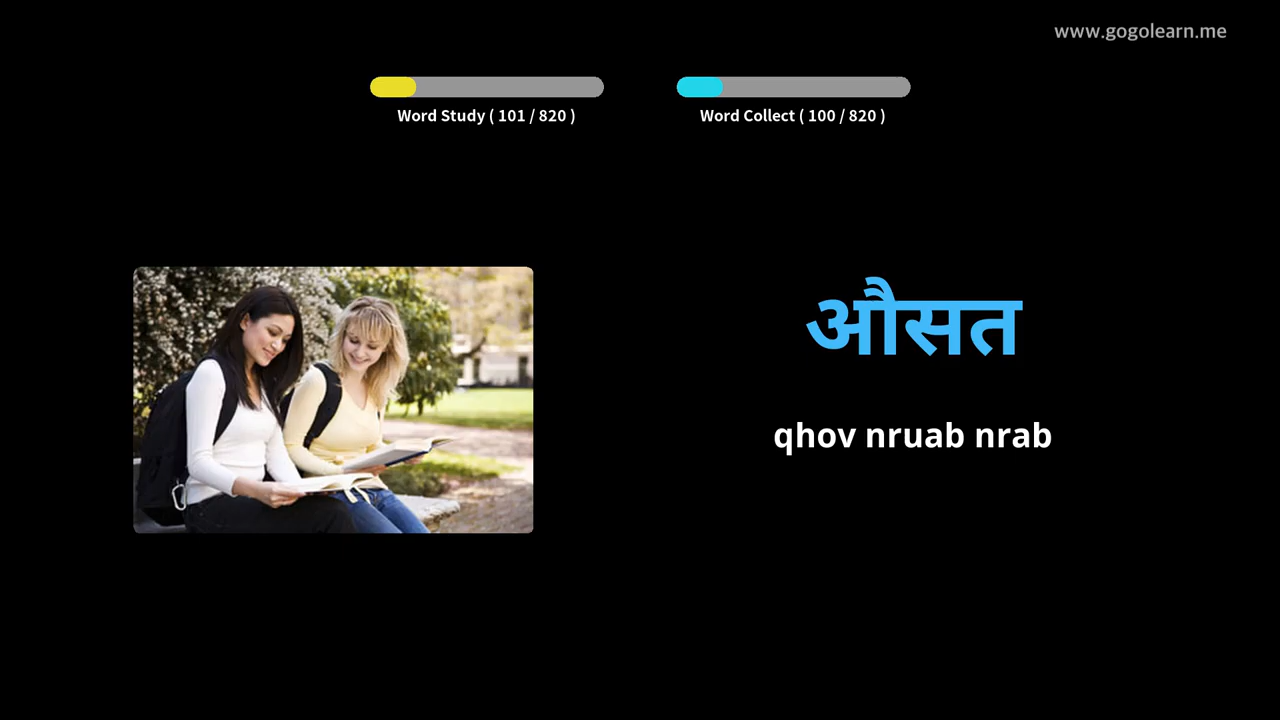 www.gogolearn.me
Word Study ( 101 / 820 )
Word Collect ( 100 / 820 )
औसत
qhov nruab nrab